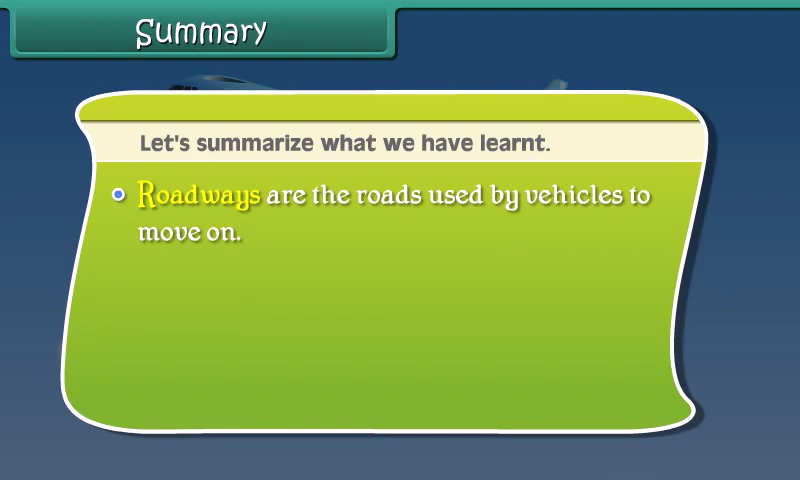 Summary
Let's summarize what we have learnt.
Roadways are the roads used by vehicles to
move on.